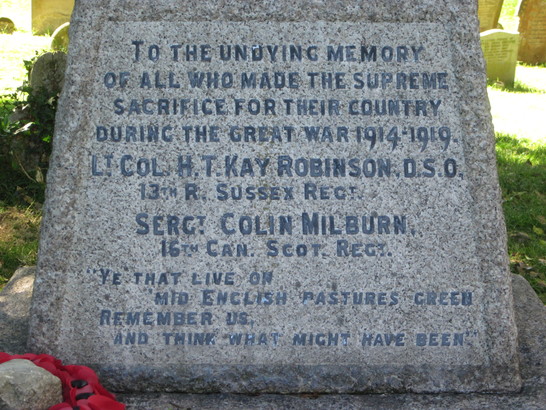 TO THE UNDYING MEMORY
OF ALL WHO MADE THE SUPREME
SACRIFICE FOR THEIR COUNTRY
DURING THE GREAT WAR 1914-1919.
LT COL. H. T. KAY ROBINSON. D.S.O.
13TH R. SUSSEX REGT.
SERGT. COLIN MILBURN.
16TH CAN. SCOT. REGT.
"YE THAT LIVE ON
'MID ENGLISH PASTURES GREEN
REMEMBER US,
AND THINK WHAT MIGHT HAVE BEEN"